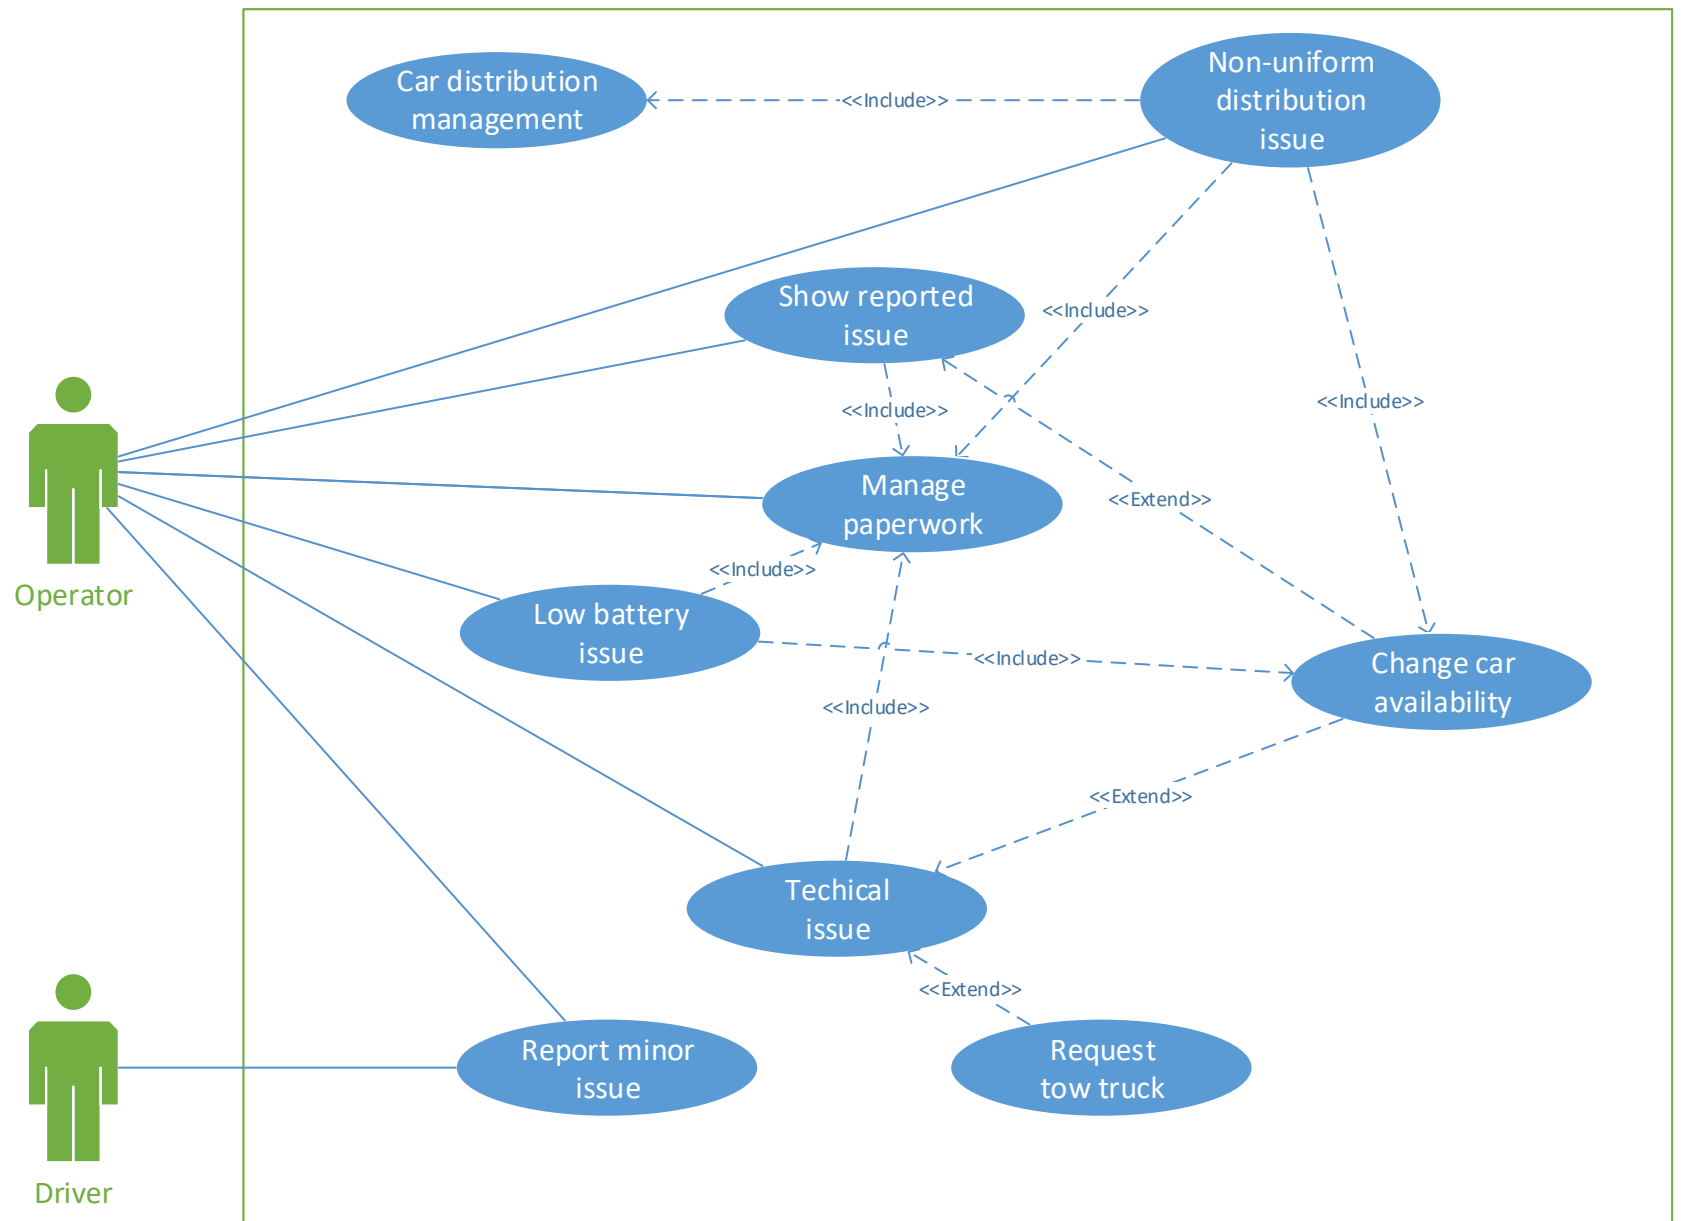 Car distribution
management
<<Include>>
Non-uniform
distribution
issue
Show reported
issue
<<Include>>
<<Include>>
<<Include>>
Manage
paperwork
<<Extend>>
<<Include>>
Operator
Low battery
issue
<<Include>>
Change car
availability
<<Include>>
<<Extend>>
Techical
issue
<<Extend>>
Report minor
issue
Request
tow truck
Driver